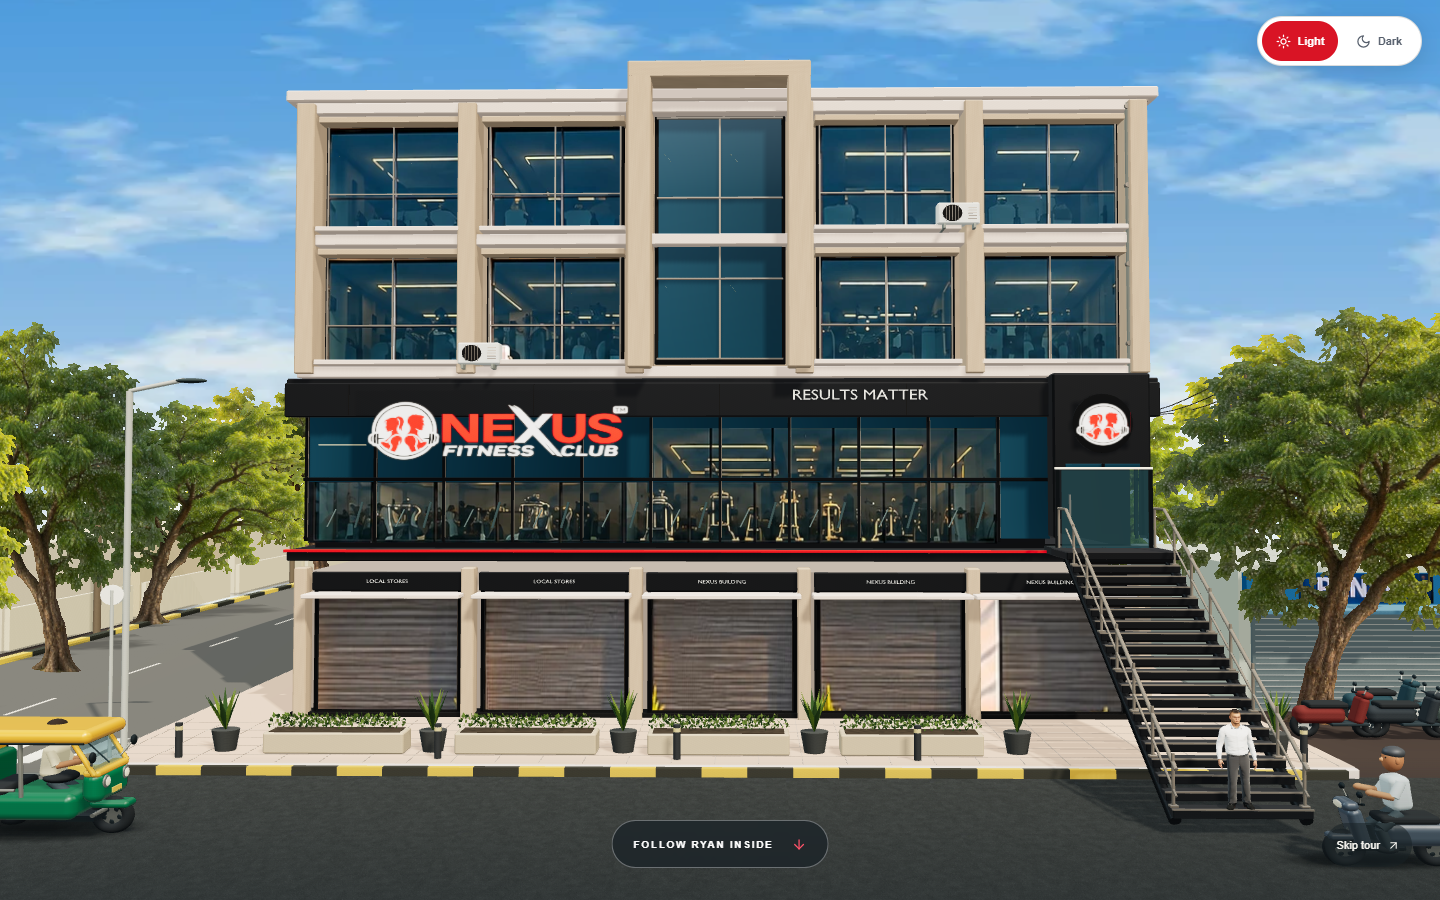 Light
Dark
RESULTS MATTER
NEXUS
TM
FITNESS CLUB
LOCAL STORES
LOCAL STORES
NEXUS BUILDING
NEXUS BUILDING
NEXUS BUILDING
FOLLOW RYAN INSIDE
Skip tour